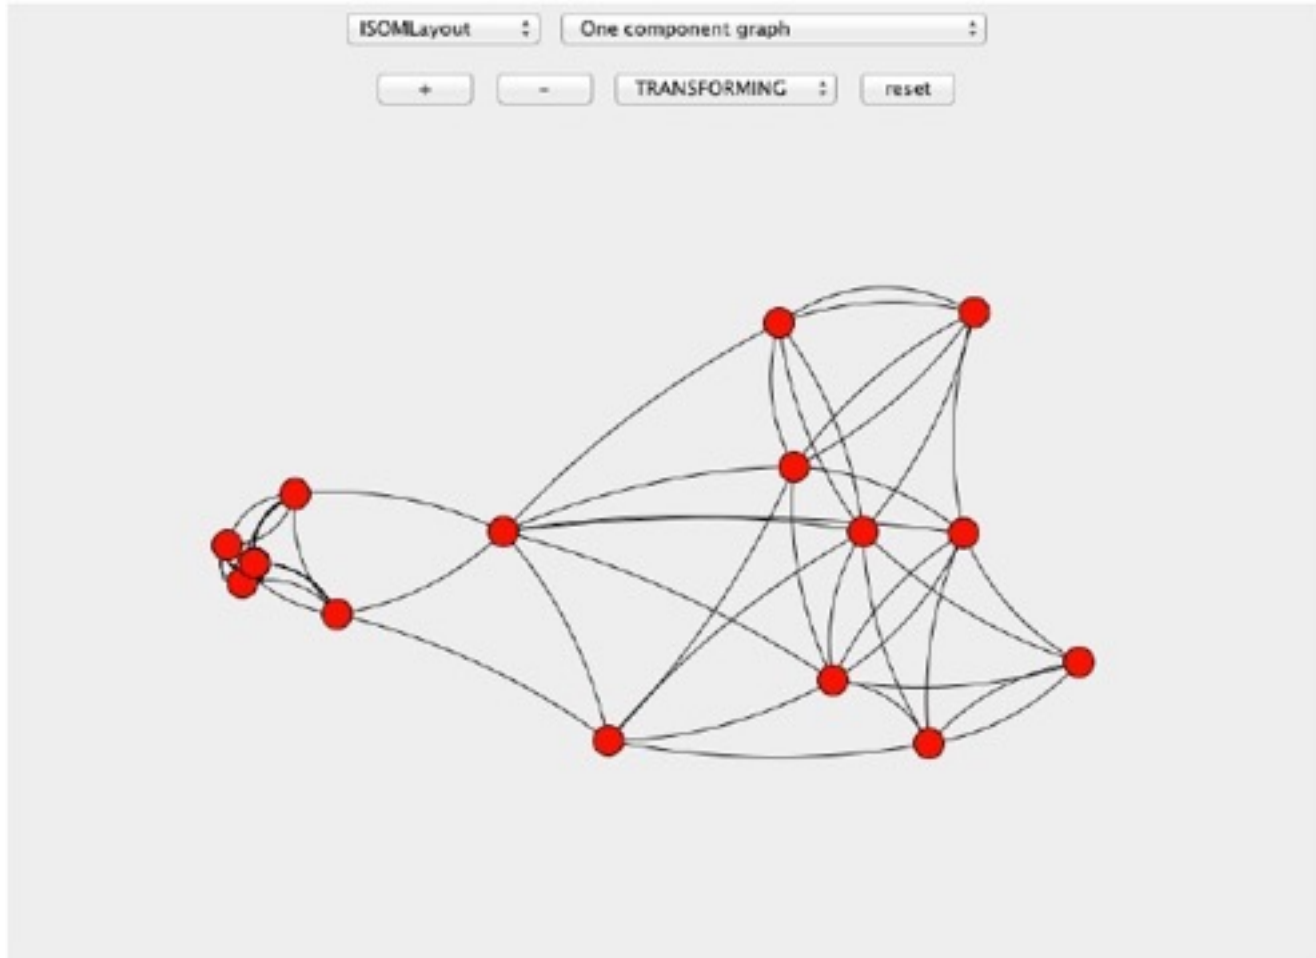 ISOMLayout One component graph
+ - TRANSFORMING reset